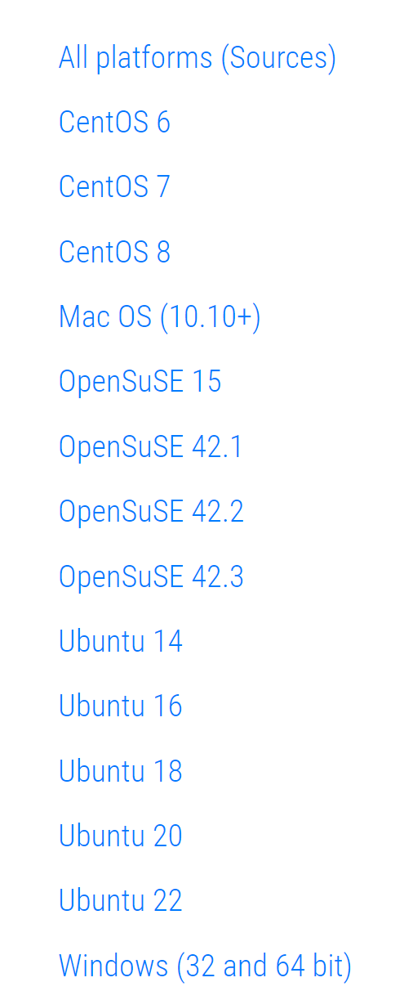 All platforms (Sources)
CentOS 6
CentOS 7
CentOS 8
Mac OS (10.10+)
OpenSuSE 15
OpenSuSE 42.1
OpenSuSE 42.2
OpenSuSE 42.3
Ubuntu 14
Ubuntu 16
Ubuntu 18
Ubuntu 20
Ubuntu 22
Windows (32 and 64 bit)